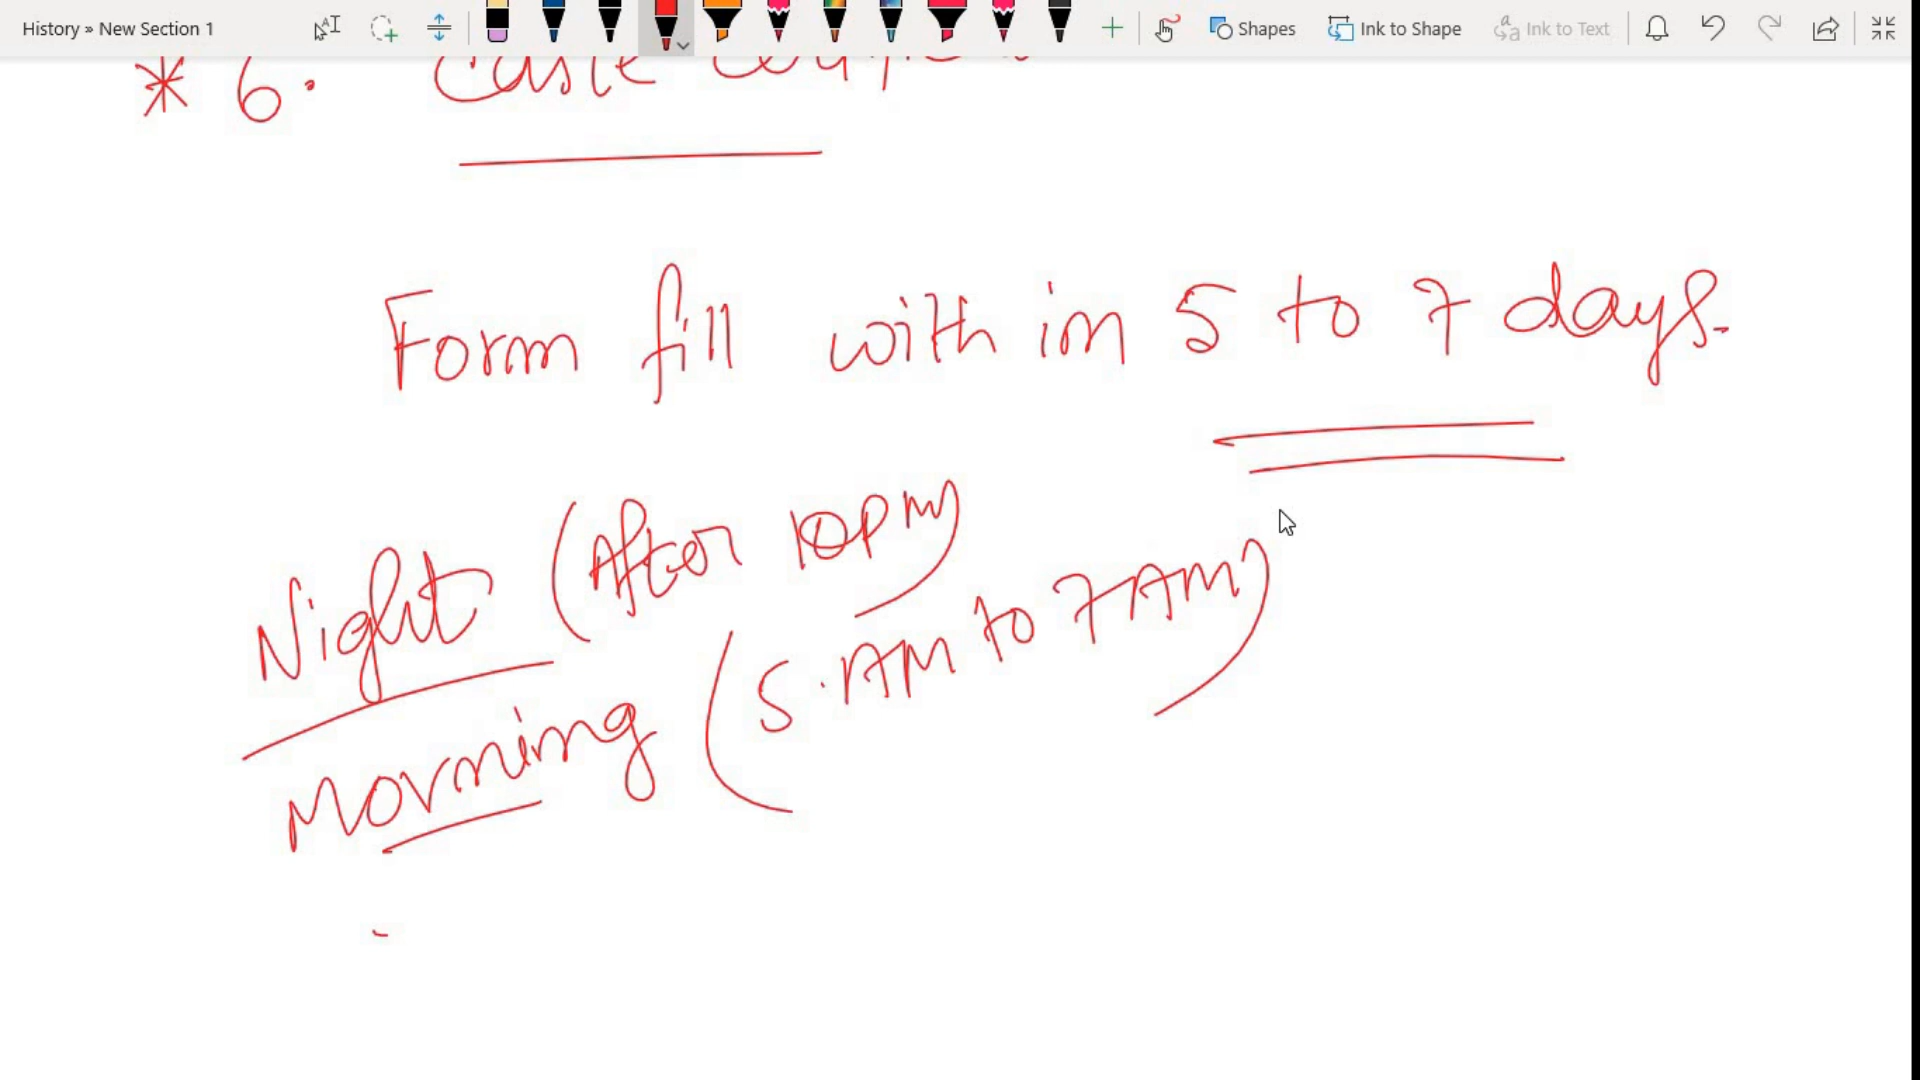 History » New Section 1 Shapes Ink to Shape Ink to Text
* 6. Caste
Form fill with in 5 to 7 days.
Night (After 10PM)
Morning (5.AM to 7AM)